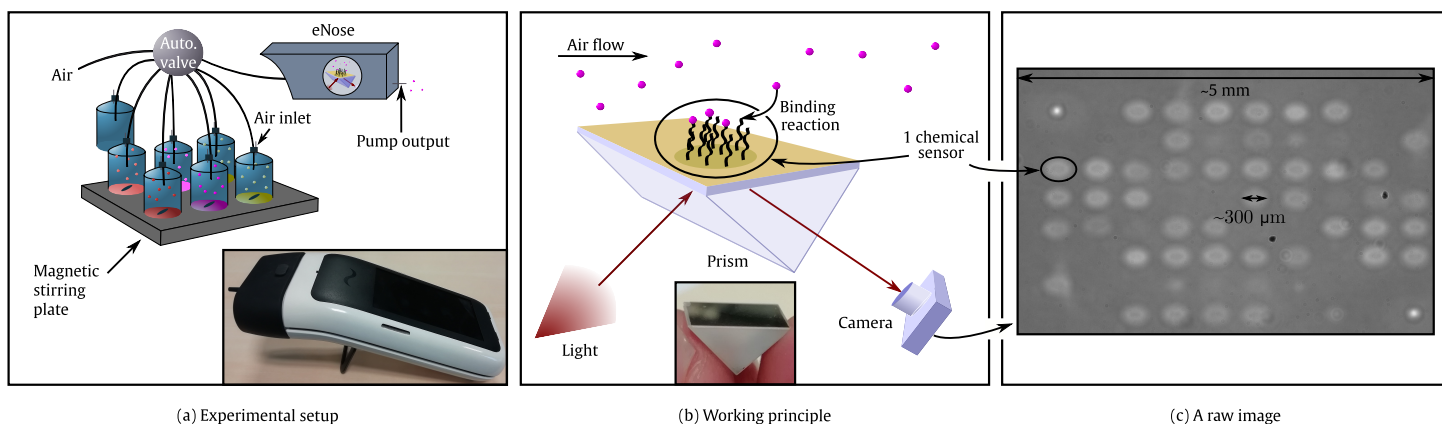 eNose
Auto.
valve
Air
Air inlet
Pump output
Magnetic
stirring
plate
(a) Experimental setup
Air flow
Binding
reaction
1 chemical
sensor
Prism
Light
Camera
(b) Working principle
~5 mm
~300 µm
(c) A raw image